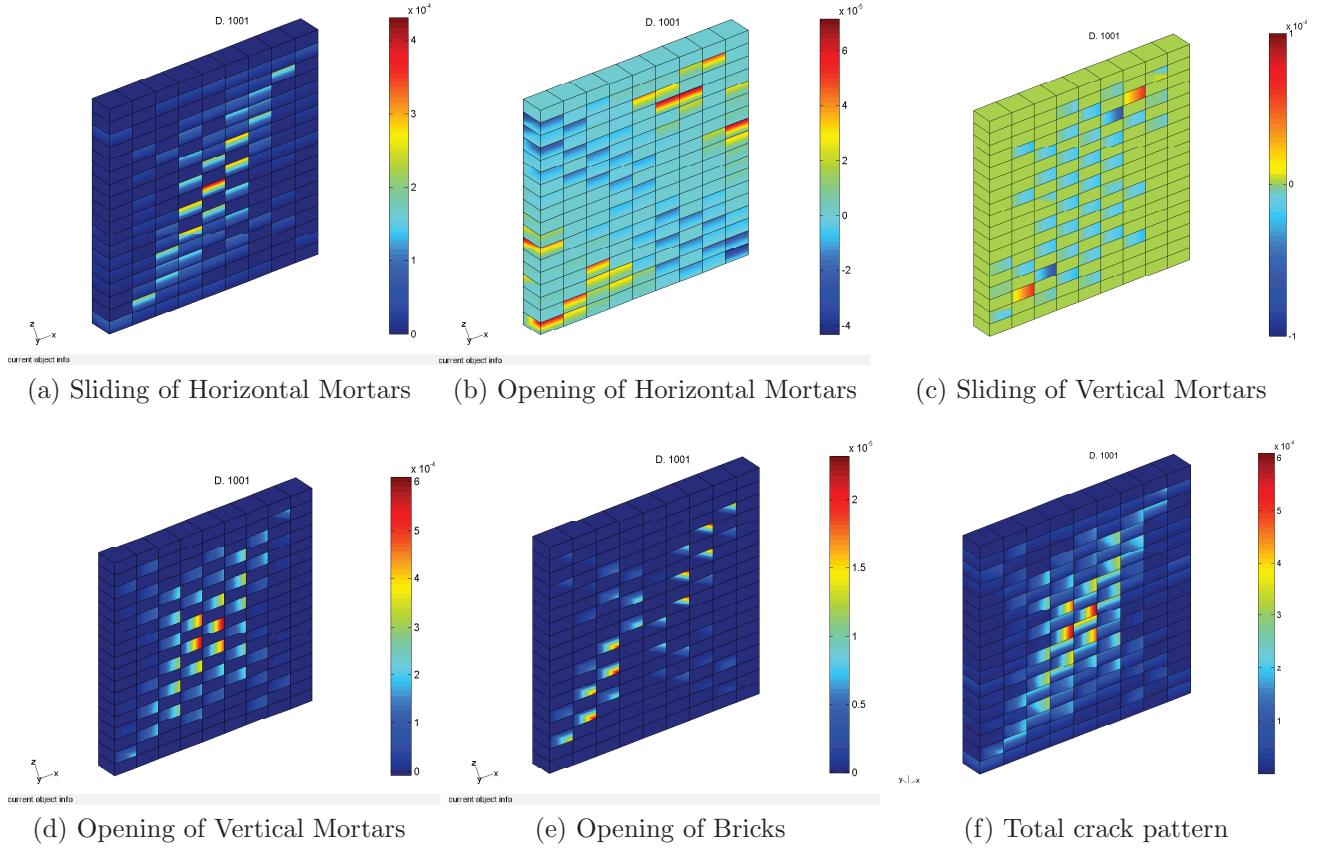 D. 1001
x 10-4
4
3
2
1
0
z
y
x
current object info
(a) Sliding of Horizontal Mortars
D. 1001
x 10-5
6
4
2
0
-2
-4
z
y
x
current object info
(b) Opening of Horizontal Mortars
D. 1001
x 10-4
1
0
-1
(c) Sliding of Vertical Mortars
D. 1001
x 10-4
6
5
4
3
2
1
0
z
y
x
current object info
(d) Opening of Vertical Mortars
D. 1001
x 10-5
2
1.5
1
0.5
0
z
y
x
current object info
(e) Opening of Bricks
D. 1001
x 10-4
6
5
4
3
2
1
y
x
(f) Total crack pattern